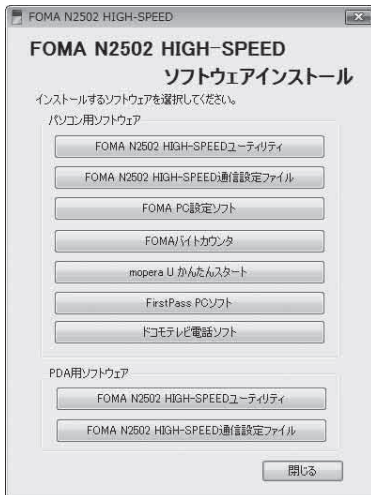 FOMA N2502 HIGH-SPEED
FOMA N2502 HIGH-SPEED
ソフトウェアインストール
インストールするソフトウェアを選択してください。
パソコン用ソフトウェア
FOMA N2502 HIGH-SPEEDユーティリティ
FOMA N2502 HIGH-SPEED通信設定ファイル
FOMA PC設定ソフト
FOMAバイトカウンタ
mopera U かんたんスタート
FirstPass PCソフト
ドコモテレビ電話ソフト
PDA用ソフトウェア
FOMA N2502 HIGH-SPEEDユーティリティ
FOMA N2502 HIGH-SPEED通信設定ファイル
閉じる